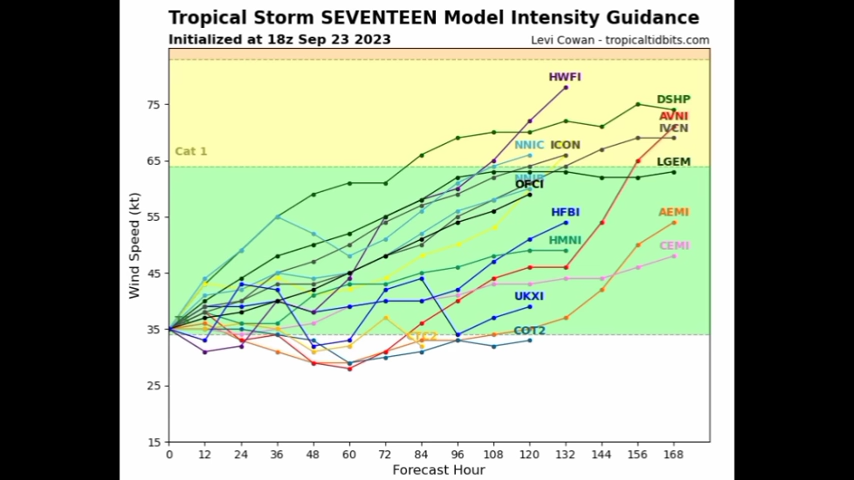 Tropical Storm SEVENTEEN Model Intensity Guidance
Initialized at 18z Sep 23 2023
Levi Cowan - tropicaltidbits.com
HWFI
75
DSHP
AVNI
IVCN
NNIC ICON
Cat 1
65
LGEM
OFCI
Wind Speed (kt)
55
HFBI
AEMI
HMNI
CEMI
45
UKXI
35
COT2
CTC2
25
15
0 12 24 36 48 60 72 84 96 108 120 132 144 156 168
Forecast Hour